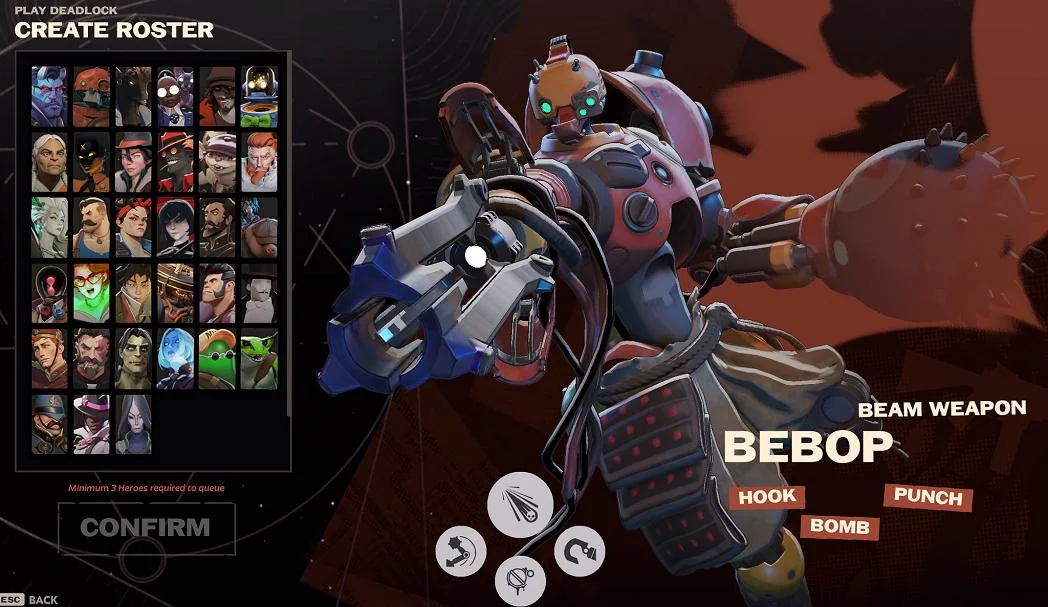 PLAY DEADLOCK
CREATE ROSTER
Minimum 3 Heroes required to queue
CONFIRM
ESC BACK
BEAM WEAPON
BEBOP
HOOK
PUNCH
BOMB